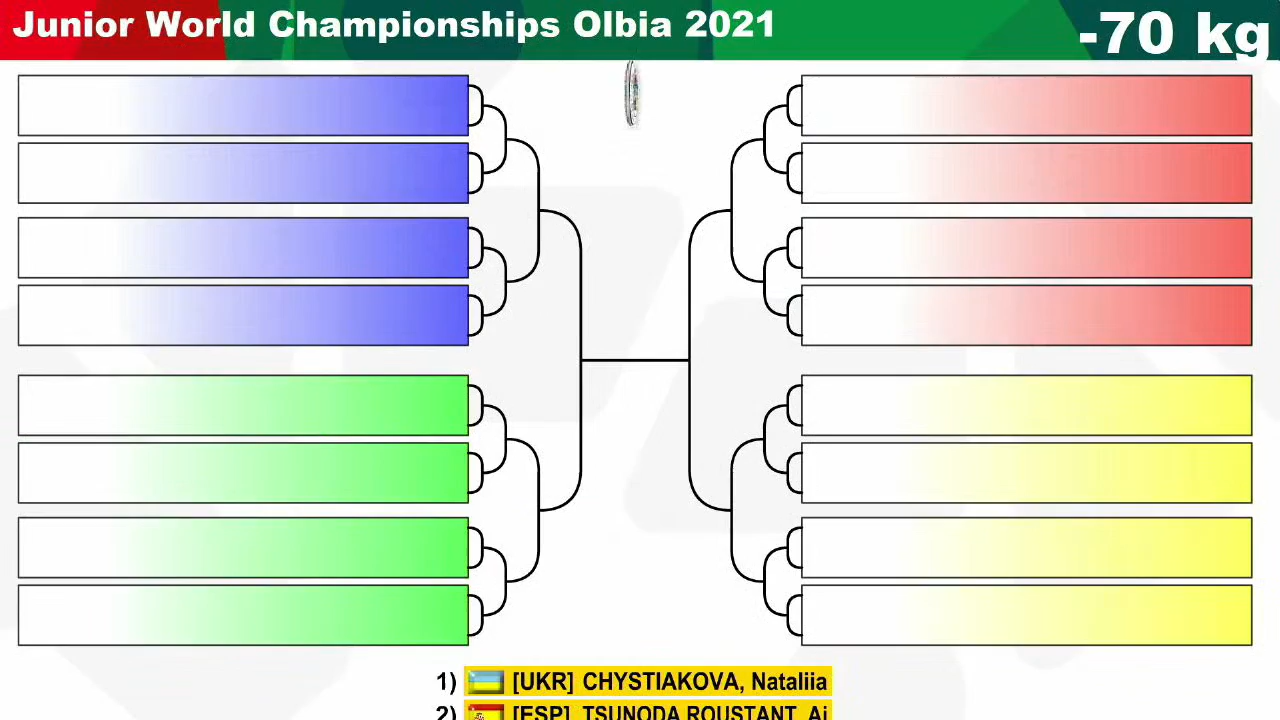 Junior World Championships Olbia 2021
-70 kg
1) [UKR] CHYSTIAKOVA, Nataliia
2) [ESP] TSUNODA ROUSTANT, Ai